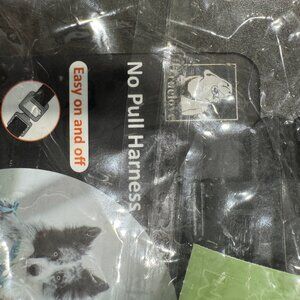 No Pull Harness
Easy on and off